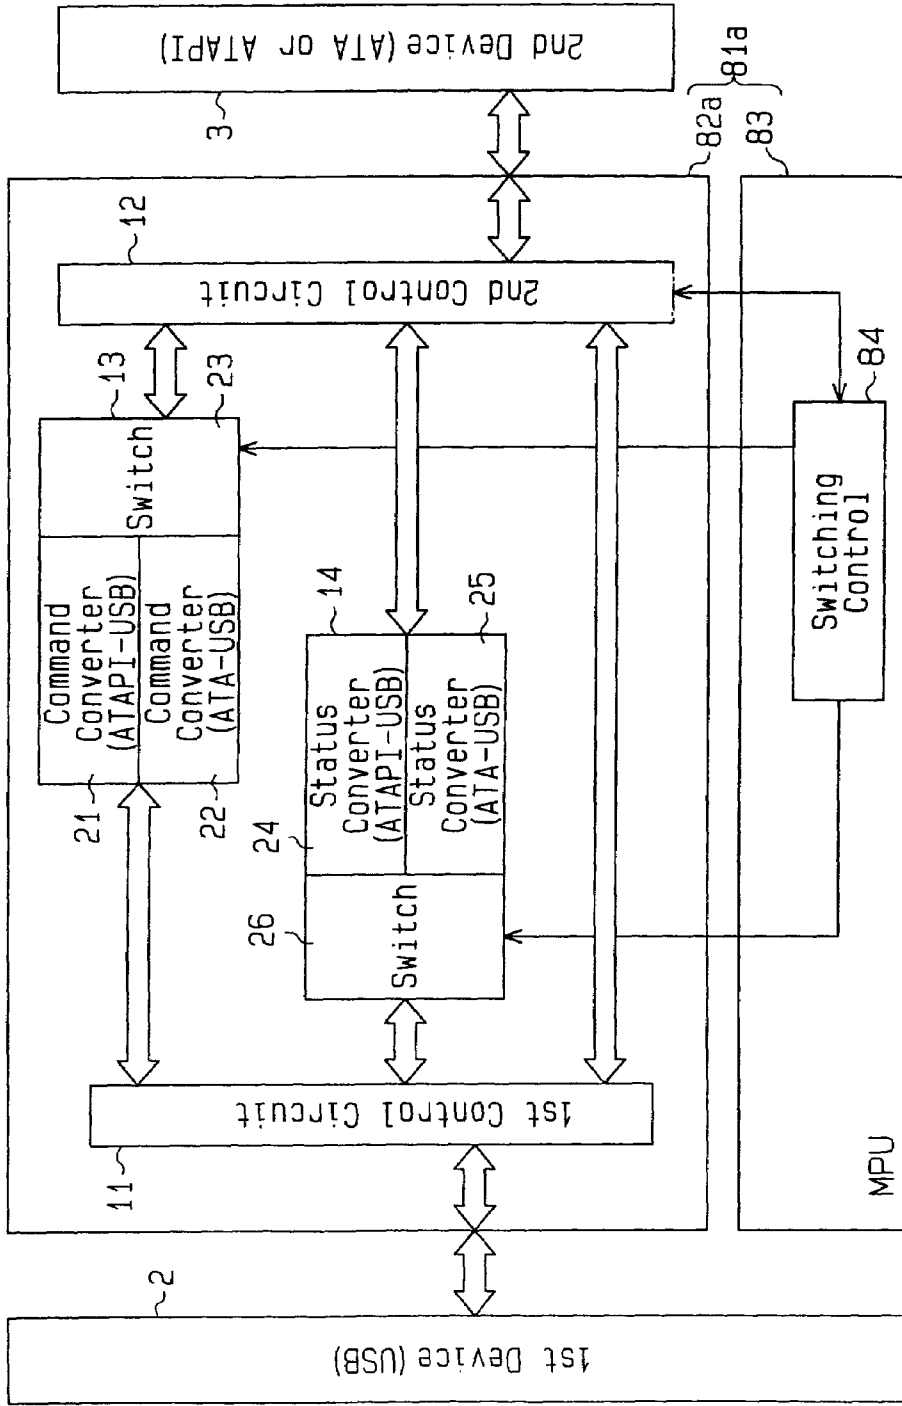 1st Device (USB)
2
11
1st Control Circuit
21
Command
Converter
(ATAPI-USB)
22
Command
Converter
(ATA-USB)
Switch
13
23
26
Switch
24
Status
Converter
(ATAPI-USB)
Status
Converter
(ATA-USB)
14
25
12
2nd Control Circuit
3
2nd Device (ATA or ATAPI)
82a
81a
83
84
Switching
Control
MPU